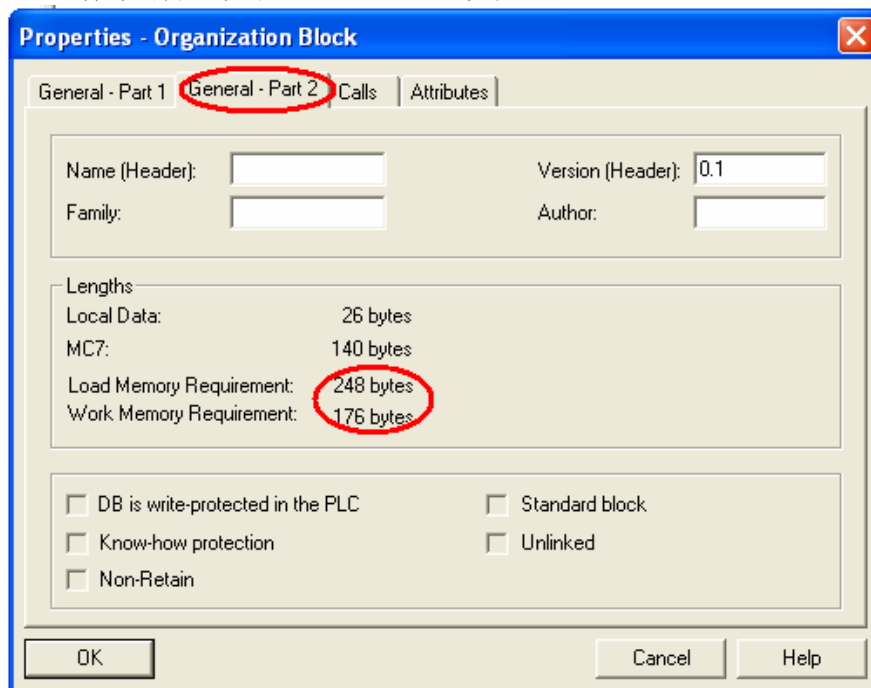 Properties - Organization Block
General - Part 1 General - Part 2 Calls Attributes
Name (Header): Version (Header): 0.1
Family: Author:
Lengths
Local Data: 26 bytes
MC7: 140 bytes
Load Memory Requirement: 248 bytes
Work Memory Requirement: 176 bytes
DB is write-protected in the PLC Standard block
Know-how protection Unlinked
Non-Retain
OK Cancel Help